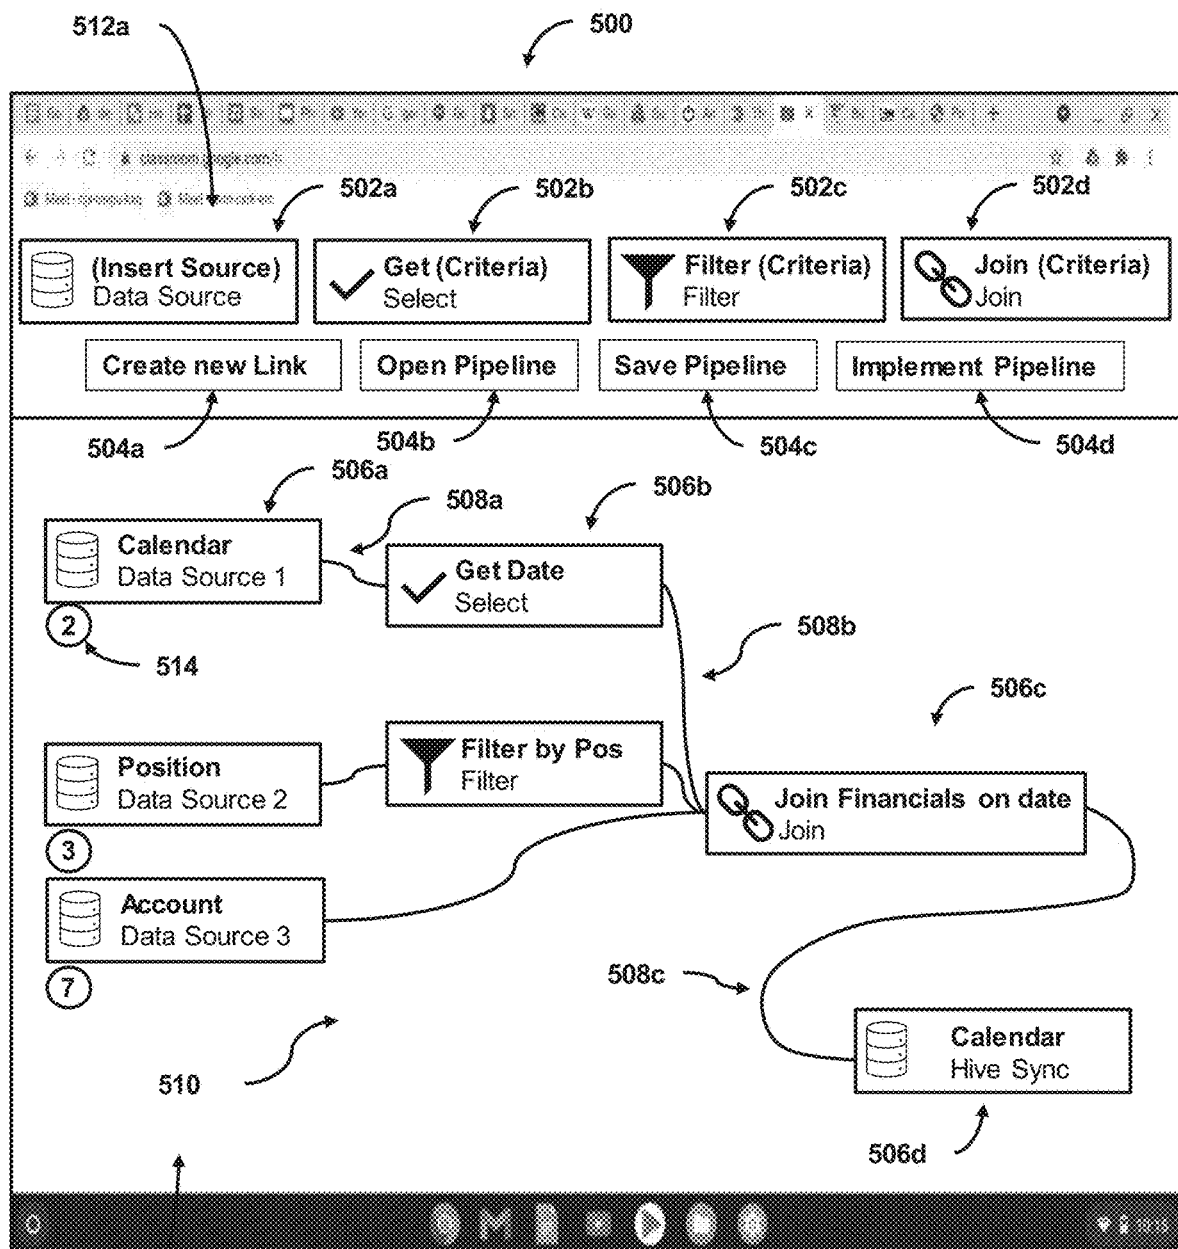 512a
500
classroom.google.com/
502a
502b
502c
502d
(Insert Source)
Data Source
Get (Criteria)
Select
Filter (Criteria)
Filter
Join (Criteria)
Join
Create new Link
Open Pipeline
Save Pipeline
Implement Pipeline
504a
504b
504c
504d
506a
508a
506b
Calendar
Data Source 1
2
514
Get Date
Select
508b
506c
Position
Data Source 2
3
Filter by Pos
Filter
Join Financials on date
Join
Account
Data Source 3
7
508c
510
Calendar
Hive Sync
506d